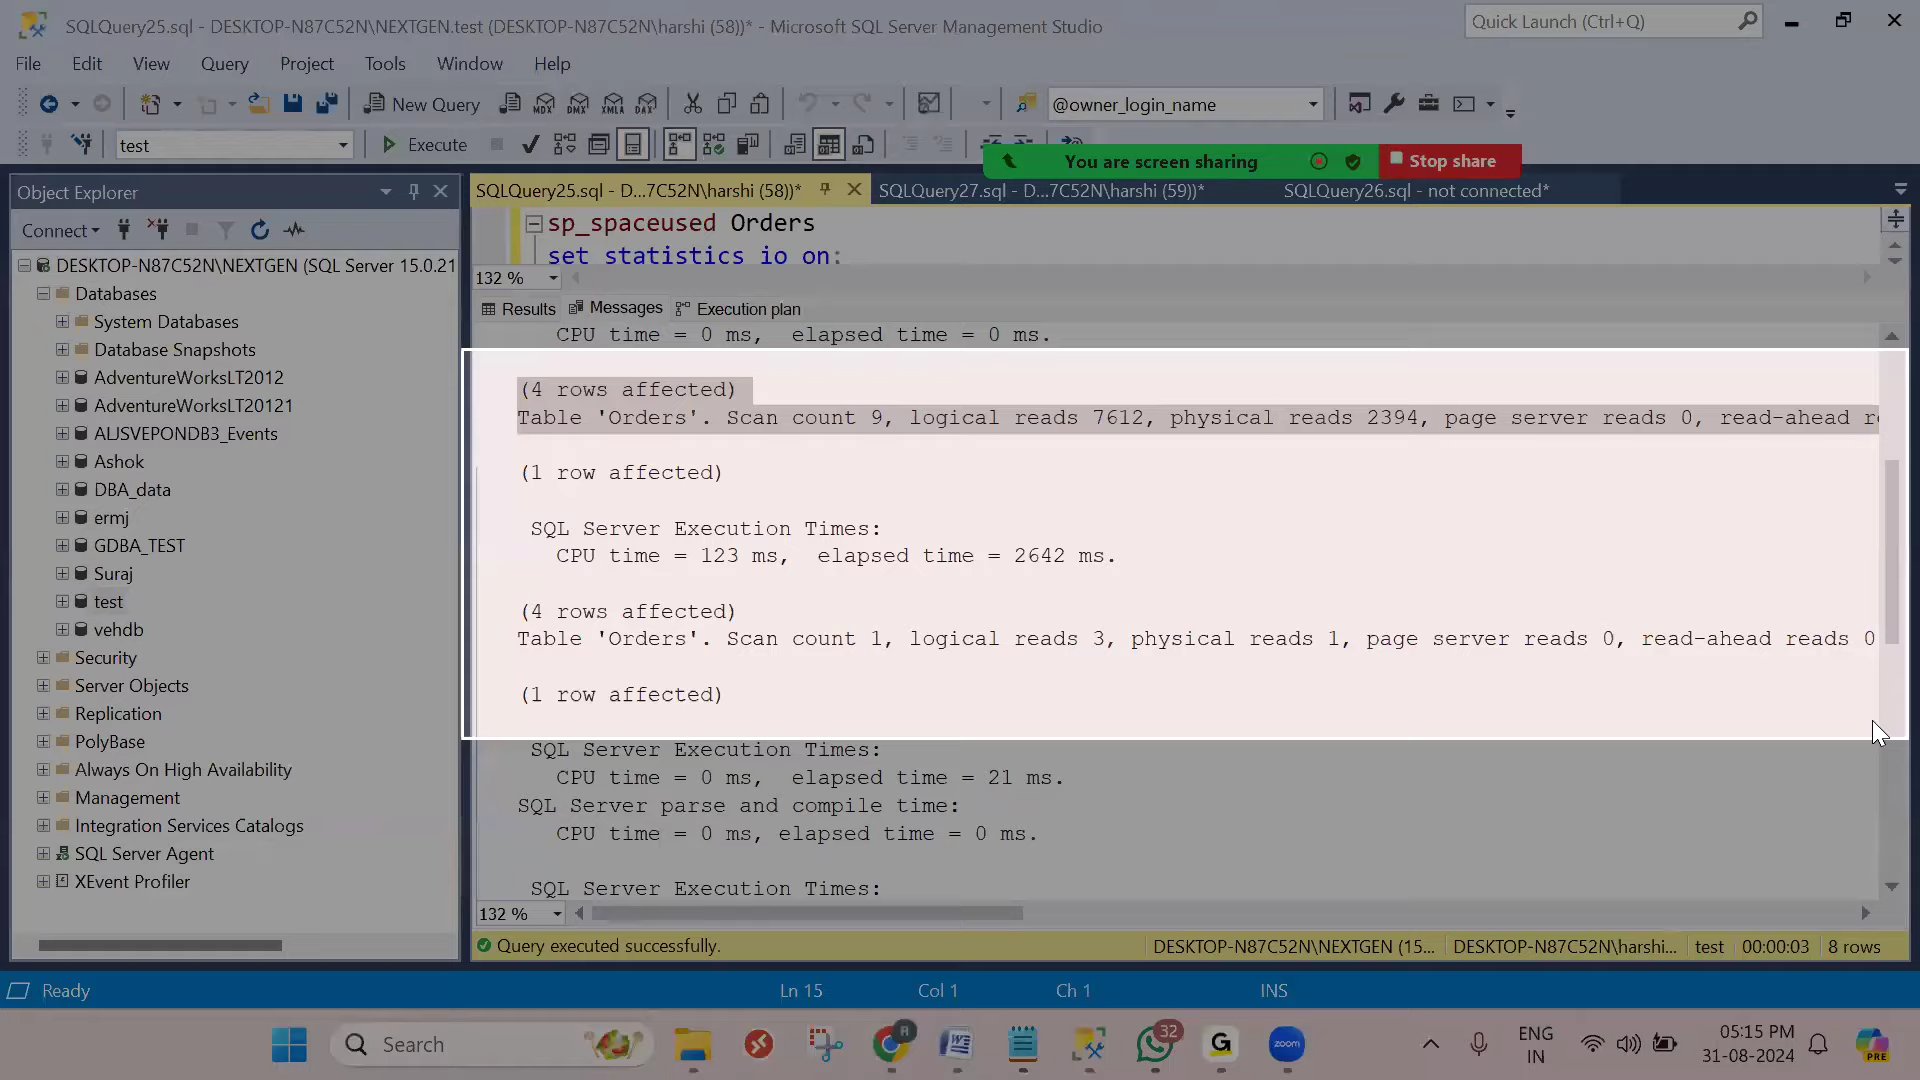 SQLQuery25.sql - DESKTOP-N87C52N\NEXTGEN.test (DESKTOP-N87C52N\harshi (58))* - Microsoft SQL Server Management Studio
Quick Launch (Ctrl+Q)
File Edit View Query Project Tools Window Help
New Query
MDX DMX XMLA DAX
@owner_login_name
test
Execute
You are screen sharing
Stop share
Object Explorer
SQLQuery25.sql - D...7C52N\harshi (58))*
SQLQuery27.sql - D...7C52N\harshi (59))*
SQLQuery26.sql - not connected*
Connect
DESKTOP-N87C52N\NEXTGEN (SQL Server 15.0.21
Databases
System Databases
Database Snapshots
AdventureWorksLT2012
AdventureWorksLT20121
ALJSVEPONDB3_Events
Ashok
DBA_data
ermj
GDBA_TEST
Suraj
test
vehdb
Security
Server Objects
Replication
PolyBase
Always On High Availability
Management
Integration Services Catalogs
SQL Server Agent
XEvent Profiler
sp_spaceused Orders
set statistics io on;
132 %
Results Messages Execution plan
CPU time = 0 ms, elapsed time = 0 ms.
(4 rows affected)
Table 'Orders'. Scan count 9, logical reads 7612, physical reads 2394, page server reads 0, read-ahead r
(1 row affected)
SQL Server Execution Times:
CPU time = 123 ms, elapsed time = 2642 ms.
(4 rows affected)
Table 'Orders'. Scan count 1, logical reads 3, physical reads 1, page server reads 0, read-ahead reads 0
(1 row affected)
SQL Server Execution Times:
CPU time = 0 ms, elapsed time = 21 ms.
SQL Server parse and compile time:
CPU time = 0 ms, elapsed time = 0 ms.
SQL Server Execution Times:
132 %
Query executed successfully.
DESKTOP-N87C52N\NEXTGEN (15... DESKTOP-N87C52N\harshi... test 00:00:03 8 rows
Ready
Ln 15 Col 1 Ch 1 INS
Search
A
32
G
zoom
ENG
IN
05:15 PM
31-08-2024
PRE